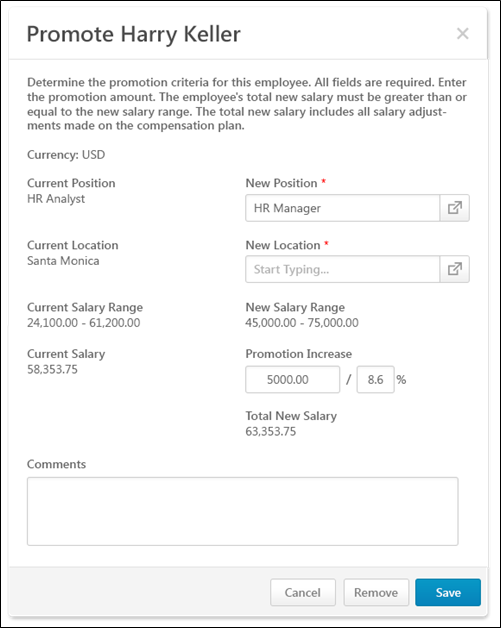 Promote Harry Keller ×
Determine the promotion criteria for this employee. All fields are required. Enter
the promotion amount. The employee's total new salary must be greater than or
equal to the new salary range. The total new salary includes all salary adjust-
ments made on the compensation plan.
Currency: USD
Current Position
HR Analyst
New Position *
HR Manager
Current Location
Santa Monica
New Location *
Start Typing...
Current Salary Range
24,100.00 - 61,200.00
New Salary Range
45,000.00 - 75,000.00
Current Salary
58,353.75
Promotion Increase
5000.00 / 8.6 %
Total New Salary
63,353.75
Comments
Cancel Remove Save